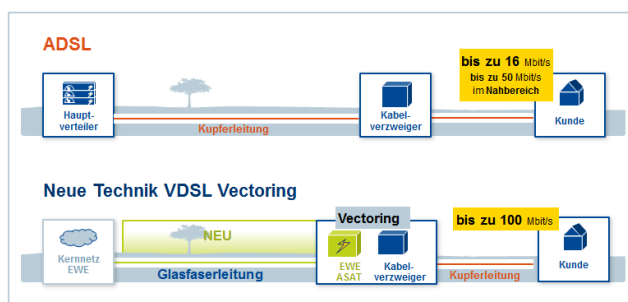 ADSL
bis zu 16 Mbit/s
bis zu 50 Mbit/s
im Nahbereich
Haupt-
verteiler
Kupferleitung
Kabel-
verzweiger
Kunde
Neue Technik VDSL Vectoring
Vectoring
bis zu 100 Mbit/s
NEU
Kernnetz
EWE
Glasfaserleitung
EWE
ASAT
Kabel-
verzweiger
Kupferleitung
Kunde